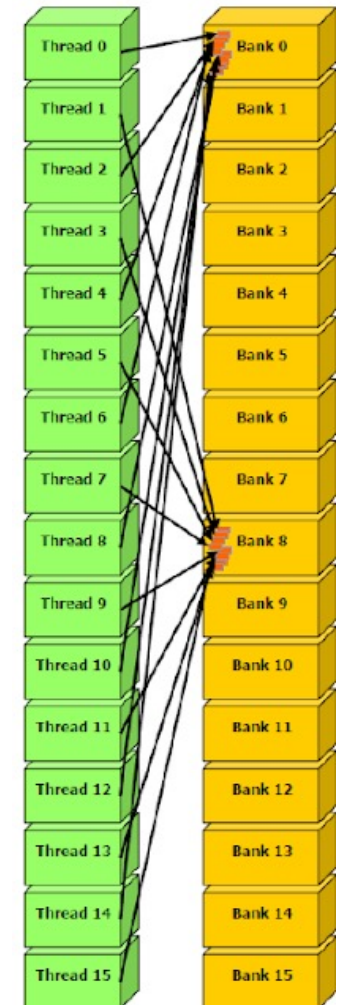 Thread 0 Bank 0
Thread 1 Bank 1
Thread 2 Bank 2
Thread 3 Bank 3
Thread 4 Bank 4
Thread 5 Bank 5
Thread 6 Bank 6
Thread 7 Bank 7
Thread 8 Bank 8
Thread 9 Bank 9
Thread 10 Bank 10
Thread 11 Bank 11
Thread 12 Bank 12
Thread 13 Bank 13
Thread 14 Bank 14
Thread 15 Bank 15